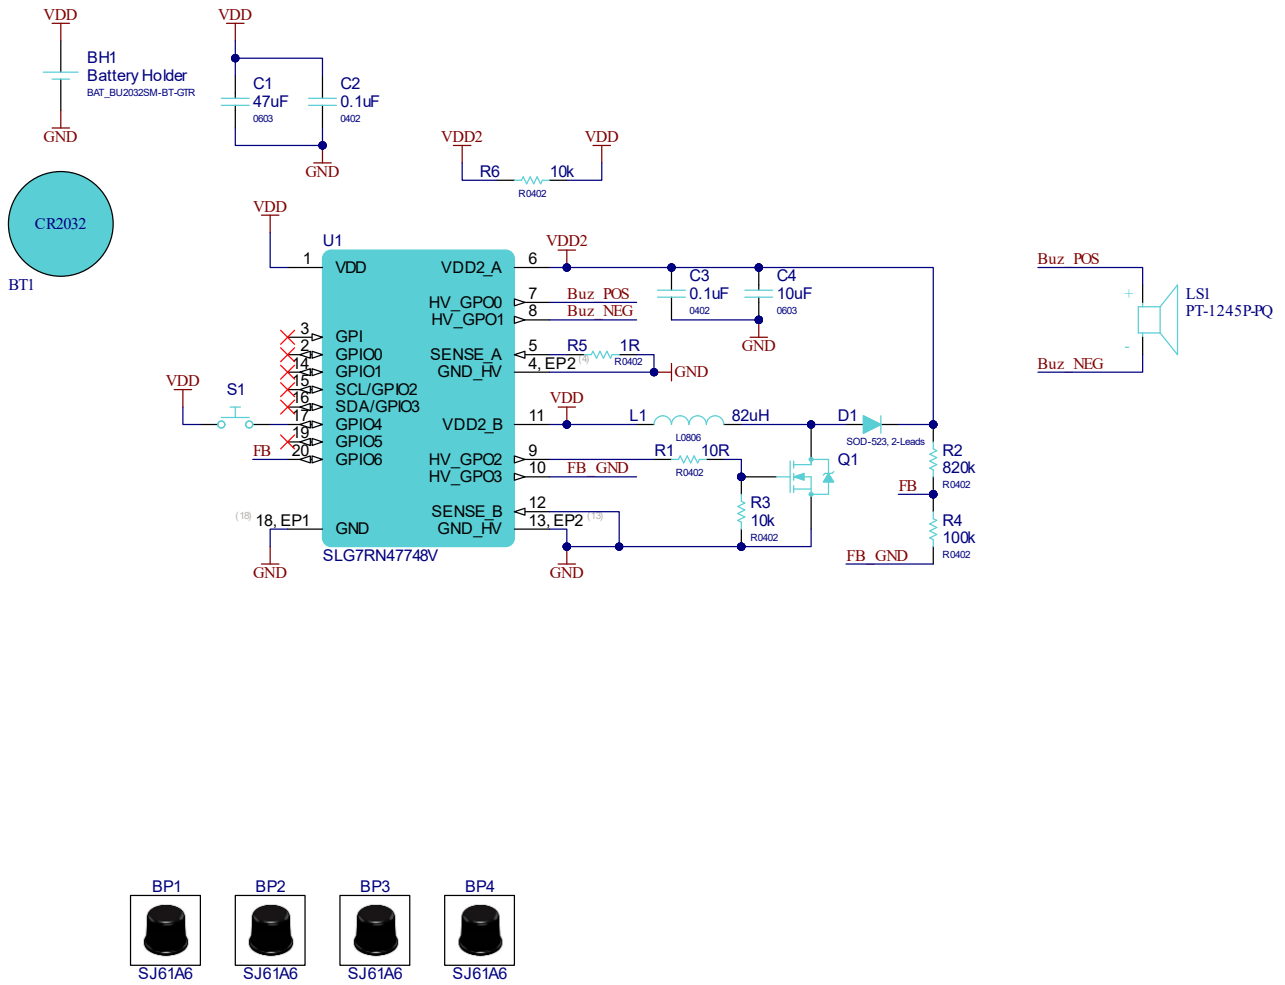 VDD
BH1
Battery Holder
BAT_BU2032SM-BT-GTR
GND
VDD
C1
47uF
0603
C2
0.1uF
0402
GND
CR2032
BT1
VDD2
VDD
R6
10k
R0402
VDD
U1
1
VDD
3
GPI
2
GPIO0
14
GPIO1
15
SCL/GPIO2
16
SDA/GPIO3
17
GPIO4
19
GPIO5
20
GPIO6
VDD
S1
FB
(18)
18, EP1
GND
GND
SLG7RN47748V
VDD2_A
6
VDD2
HV_GPO0
7
Buz_POS
HV_GPO1
8
Buz_NEG
SENSE_A
5
R5
1R
R0402
GND_HV
4, EP2
(4)
GND
C3
0.1uF
0402
C4
10uF
0603
GND
VDD2_B
11
VDD
L1
82uH
L0806
D1
SOD-523, 2-Leads
HV_GPO2
9
R1
10R
R0402
HV_GPO3
10
FB_GND
Q1
R3
10k
R0402
SENSE_B
12
GND_HV
13, EP2
(13)
GND
R2
820k
R0402
FB
R4
100k
R0402
FB_GND
Buz_POS
+
LS1
PT-1245P-PQ
-
Buz_NEG
BP1
BP2
BP3
BP4
SJ61A6
SJ61A6
SJ61A6
SJ61A6